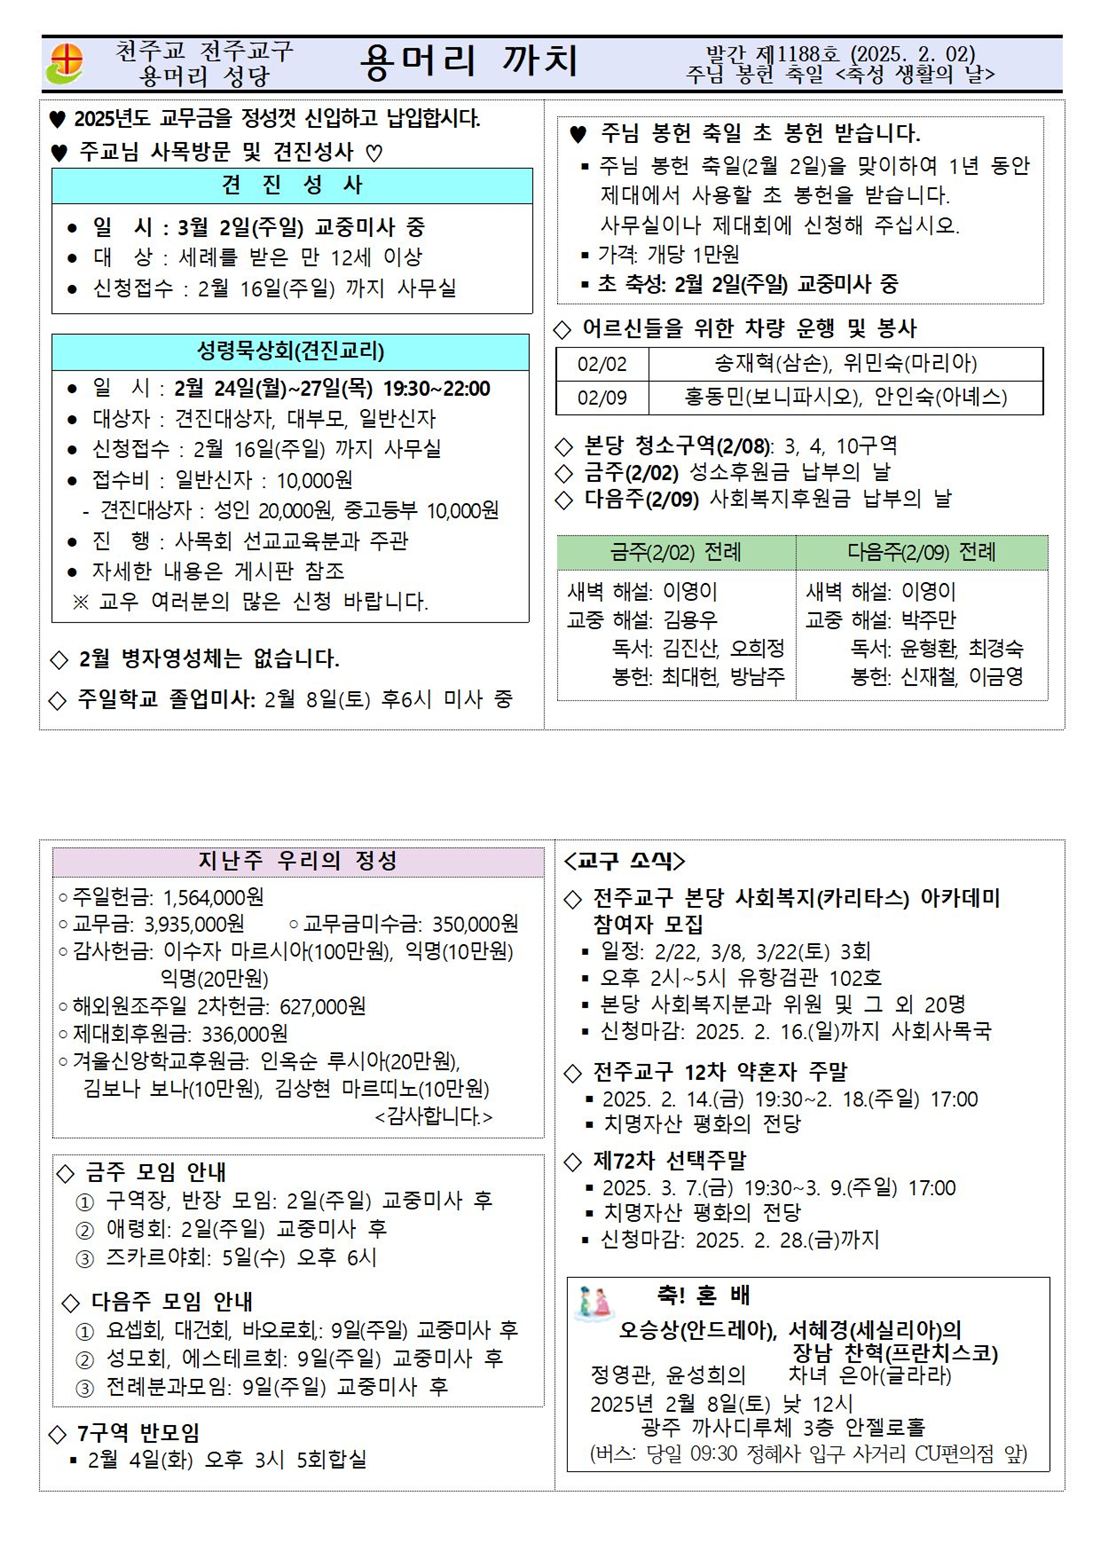 천주교 전주교구
용머리 성당
용머리 까치
발간 제1188호 (2025. 2. 02)
주님 봉헌 축일 <축성 생활의 날>
♥ 2025년도 교무금을 정성껏 신입하고 납입합시다.
♥ 주교님 사목방문 및 견진성사 ♡
견 진 성 사
● 일 시 : 3월 2일(주일) 교중미사 중
● 대 상 : 세례를 받은 만 12세 이상
● 신청접수 : 2월 16일(주일) 까지 사무실
성령묵상회(견진교리)
● 일 시 : 2월 24일(월)~27일(목) 19:30~22:00
● 대상자 : 견진대상자, 대부모, 일반신자
● 신청접수 : 2월 16일(주일) 까지 사무실
● 접수비 : 일반신자 : 10,000원
- 견진대상자 : 성인 20,000원, 중고등부 10,000원
● 진 행 : 사목회 선교교육분과 주관
● 자세한 내용은 게시판 참조
※ 교우 여러분의 많은 신청 바랍니다.
◇ 2월 병자영성체는 없습니다.
◇ 주일학교 졸업미사: 2월 8일(토) 후6시 미사 중
♥ 주님 봉헌 축일 초 봉헌 받습니다.
▪ 주님 봉헌 축일(2월 2일)을 맞이하여 1년 동안
제대에서 사용할 초 봉헌을 받습니다.
사무실이나 제대회에 신청해 주십시오.
▪ 가격: 개당 1만원
▪ 초 축성: 2월 2일(주일) 교중미사 중
◇ 어르신들을 위한 차량 운행 및 봉사
02/02 송재혁(삼손), 위민숙(마리아)
02/09 홍동민(보니파시오), 안인숙(아녜스)
◇ 본당 청소구역(2/08): 3, 4, 10구역
◇ 금주(2/02) 성소후원금 납부의 날
◇ 다음주(2/09) 사회복지후원금 납부의 날
금주(2/02) 전례
새벽 해설: 이영이
교중 해설: 김용우
독서: 김진산, 오희정
봉헌: 최대헌, 방남주
다음주(2/09) 전례
새벽 해설: 이영이
교중 해설: 박주만
독서: 윤형환, 최경숙
봉헌: 신재철, 이금영
지난주 우리의 정성
○ 주일헌금: 1,564,000원
○ 교무금: 3,935,000원 ○ 교무금미수금: 350,000원
○ 감사헌금: 이수자 마르시아(100만원), 익명(10만원)
익명(20만원)
○ 해외원조주일 2차헌금: 627,000원
○ 제대회후원금: 336,000원
○ 겨울신앙학교후원금: 인옥순 루시아(20만원),
김보나 보나(10만원), 김상현 마르띠노(10만원)
<감사합니다.>
◇ 금주 모임 안내
① 구역장, 반장 모임: 2일(주일) 교중미사 후
② 애령회: 2일(주일) 교중미사 후
③ 즈카르야회: 5일(수) 오후 6시
◇ 다음주 모임 안내
① 요셉회, 대건회, 바오로회,: 9일(주일) 교중미사 후
② 성모회, 에스테르회: 9일(주일) 교중미사 후
③ 전례분과모임: 9일(주일) 교중미사 후
◇ 7구역 반모임
▪ 2월 4일(화) 오후 3시 5회합실
<교구 소식>
◇ 전주교구 본당 사회복지(카리타스) 아카데미
참여자 모집
▪ 일정: 2/22, 3/8, 3/22(토) 3회
▪ 오후 2시~5시 유항검관 102호
▪ 본당 사회복지분과 위원 및 그 외 20명
▪ 신청마감: 2025. 2. 16.(일)까지 사회사목국
◇ 전주교구 12차 약혼자 주말
▪ 2025. 2. 14.(금) 19:30~2. 18.(주일) 17:00
▪ 치명자산 평화의 전당
◇ 제72차 선택주말
▪ 2025. 3. 7.(금) 19:30~3. 9.(주일) 17:00
▪ 치명자산 평화의 전당
▪ 신청마감: 2025. 2. 28.(금)까지
축! 혼 배
오승상(안드레아), 서혜경(세실리아)의
장남 찬혁(프란치스코)
정영관, 윤성희의 차녀 은아(글라라)
2025년 2월 8일(토) 낮 12시
광주 까사디루체 3층 안젤로홀
(버스: 당일 09:30 정혜사 입구 사거리 CU편의점 앞)